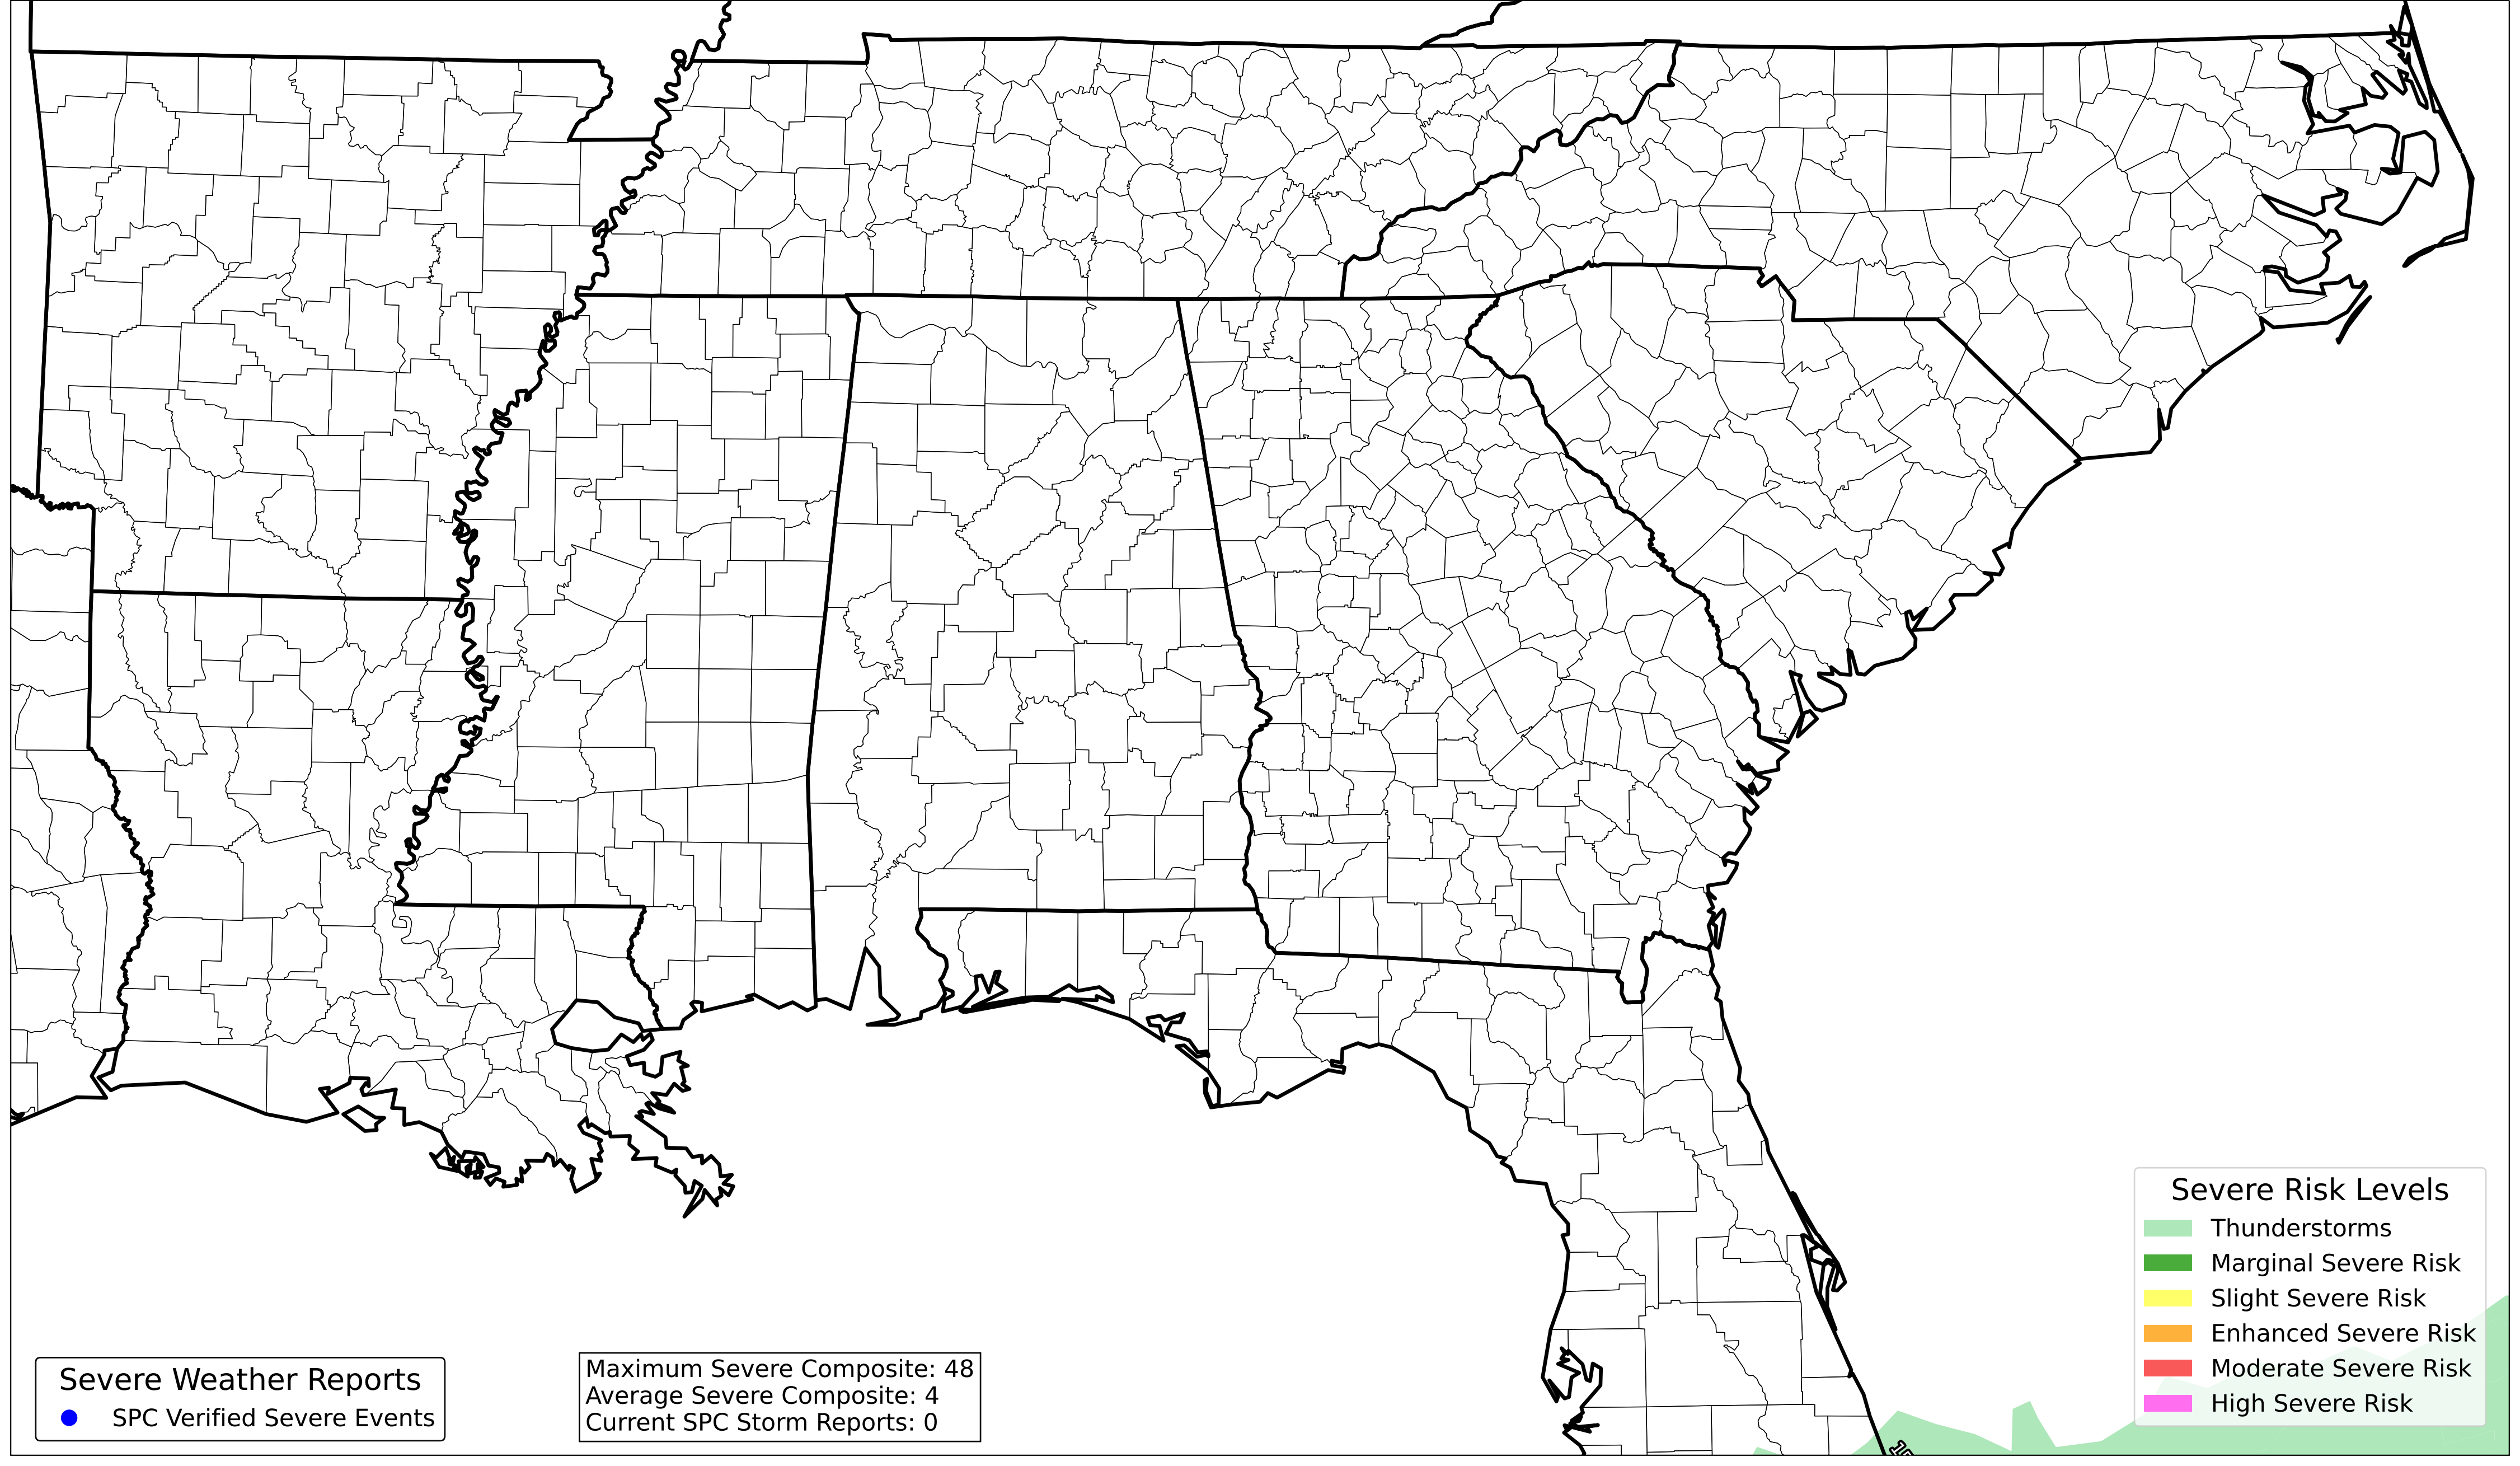 Severe Weather Reports
SPC Verified Severe Events
Maximum Severe Composite: 48
Average Severe Composite: 4
Current SPC Storm Reports: 0
Severe Risk Levels
Thunderstorms
Marginal Severe Risk
Slight Severe Risk
Enhanced Severe Risk
Moderate Severe Risk
High Severe Risk